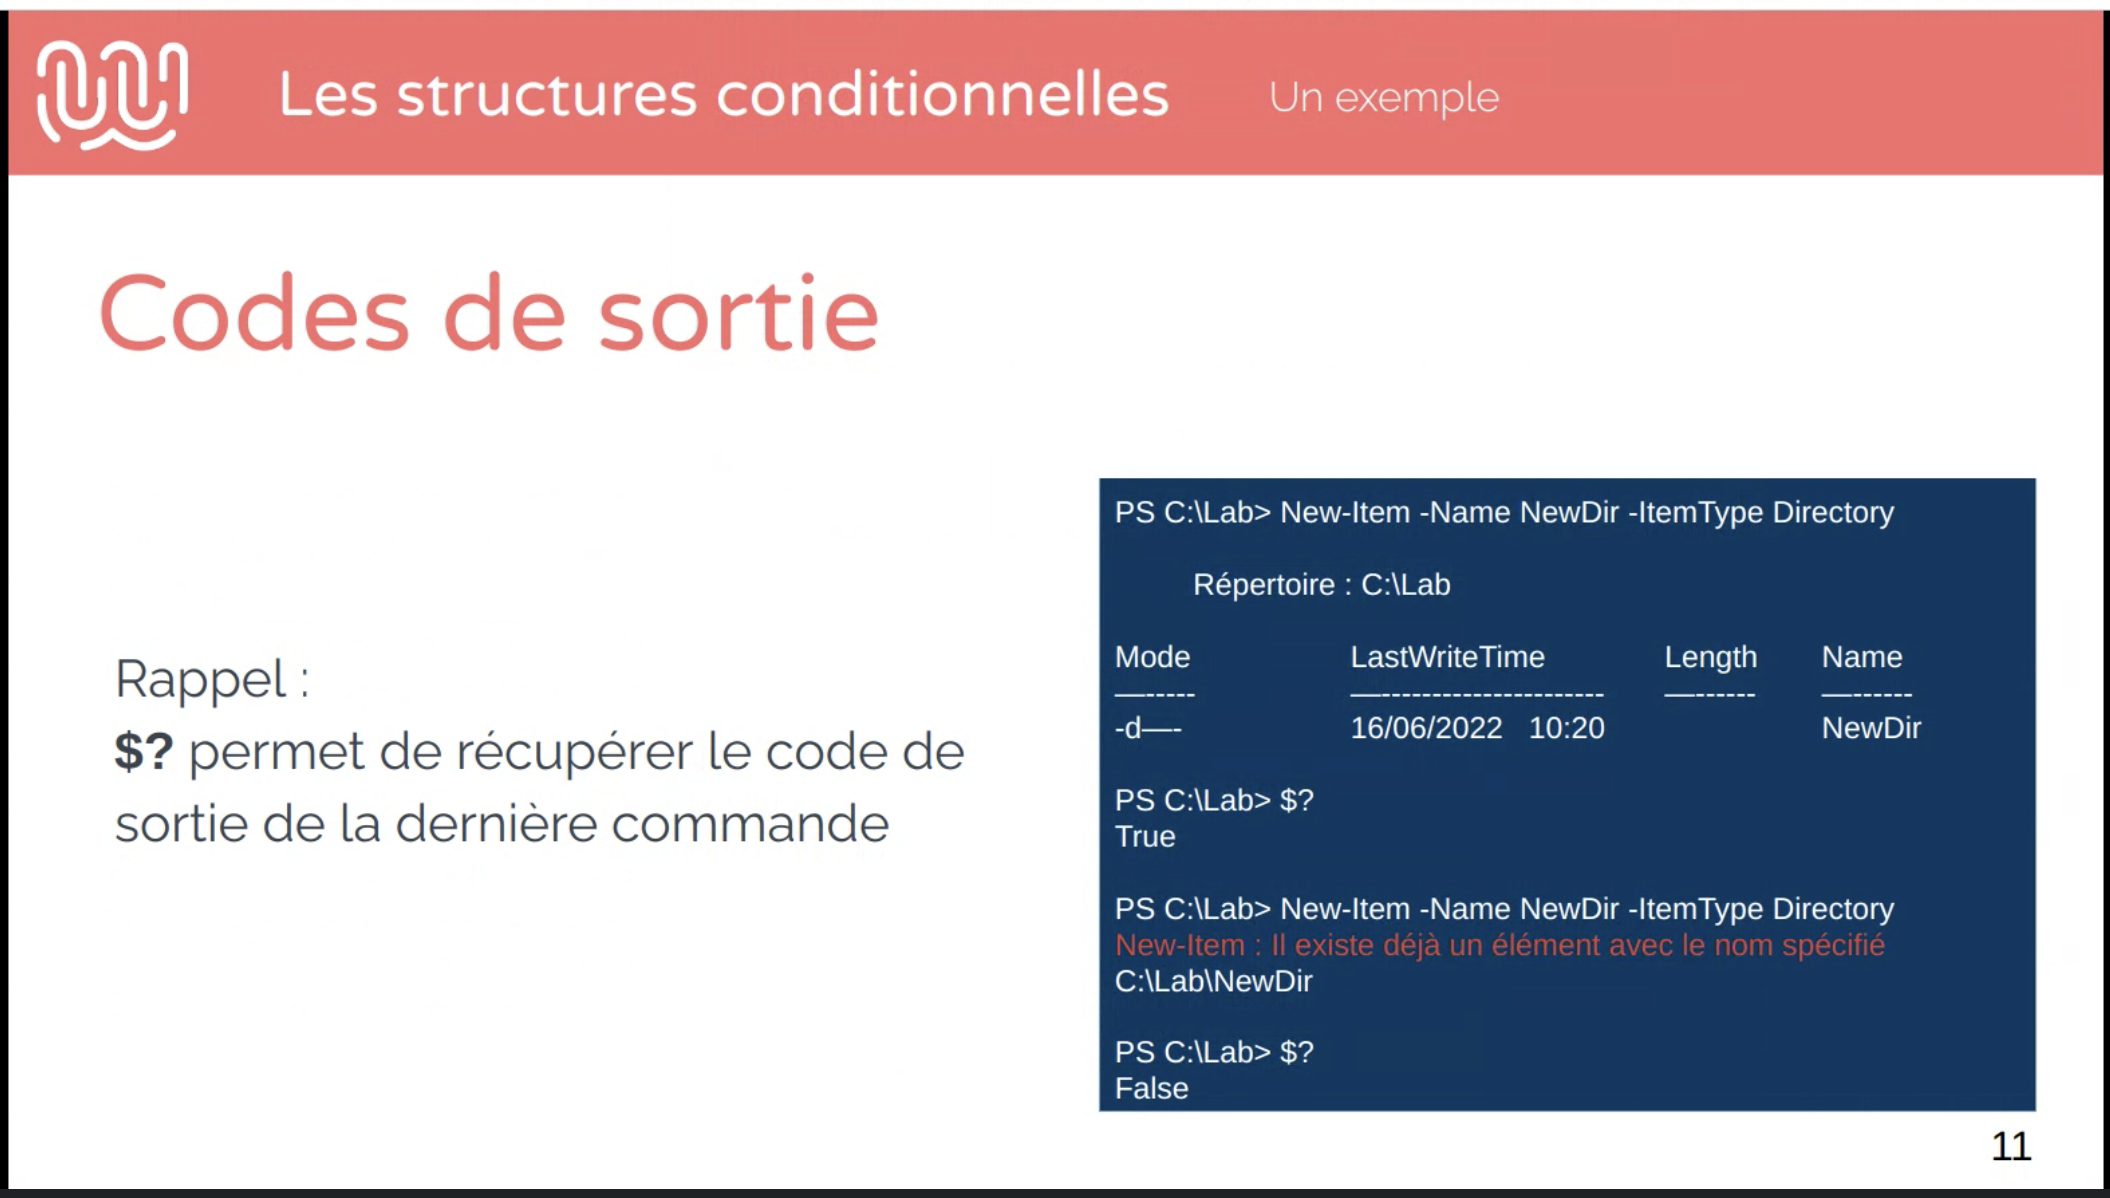 Les structures conditionnelles Un exemple
Codes de sortie
Rappel :
$? permet de récupérer le code de
sortie de la dernière commande
PS C:\Lab> New-Item -Name NewDir -ItemType Directory
Répertoire : C:\Lab
Mode LastWriteTime Length Name
—----- —---------------------- —------ —------
-d—- 16/06/2022 10:20 NewDir
PS C:\Lab> $?
True
PS C:\Lab> New-Item -Name NewDir -ItemType Directory
New-Item : Il existe déjà un élément avec le nom spécifié
C:\Lab\NewDir
PS C:\Lab> $?
False
11